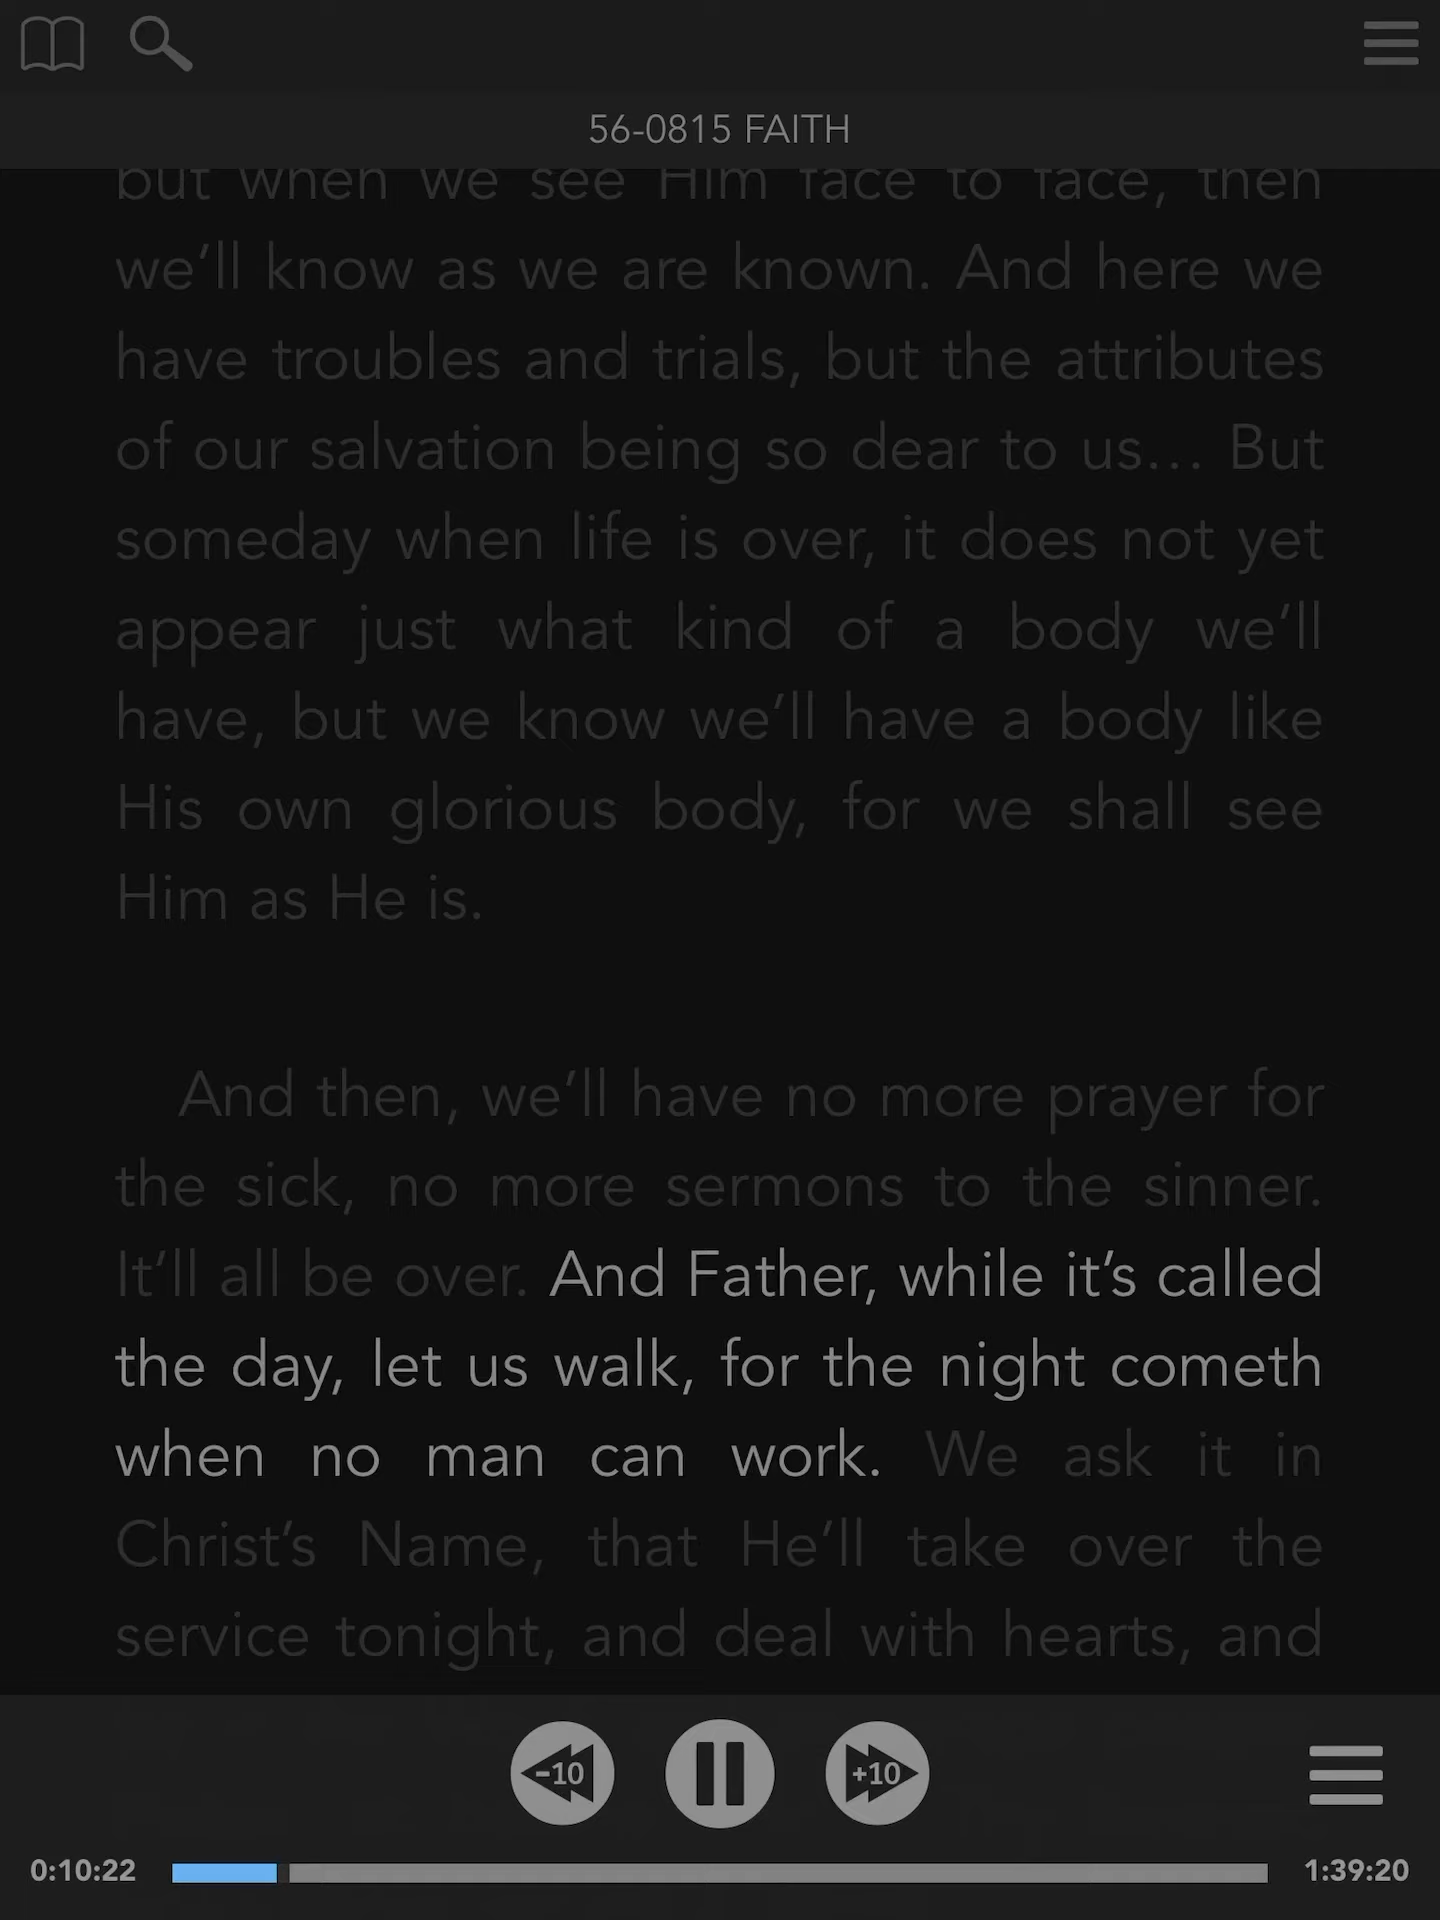 56-0815 FAITH
but when we see Him face to face, then
we’ll know as we are known. And here we
have troubles and trials, but the attributes
of our salvation being so dear to us… But
someday when life is over, it does not yet
appear just what kind of a body we’ll
have, but we know we’ll have a body like
His own glorious body, for we shall see
Him as He is.
And then, we’ll have no more prayer for
the sick, no more sermons to the sinner.
It’ll all be over. And Father, while it’s called
the day, let us walk, for the night cometh
when no man can work. We ask it in
Christ’s Name, that He’ll take over the
service tonight, and deal with hearts, and
-10
+10
0:10:22
1:39:20